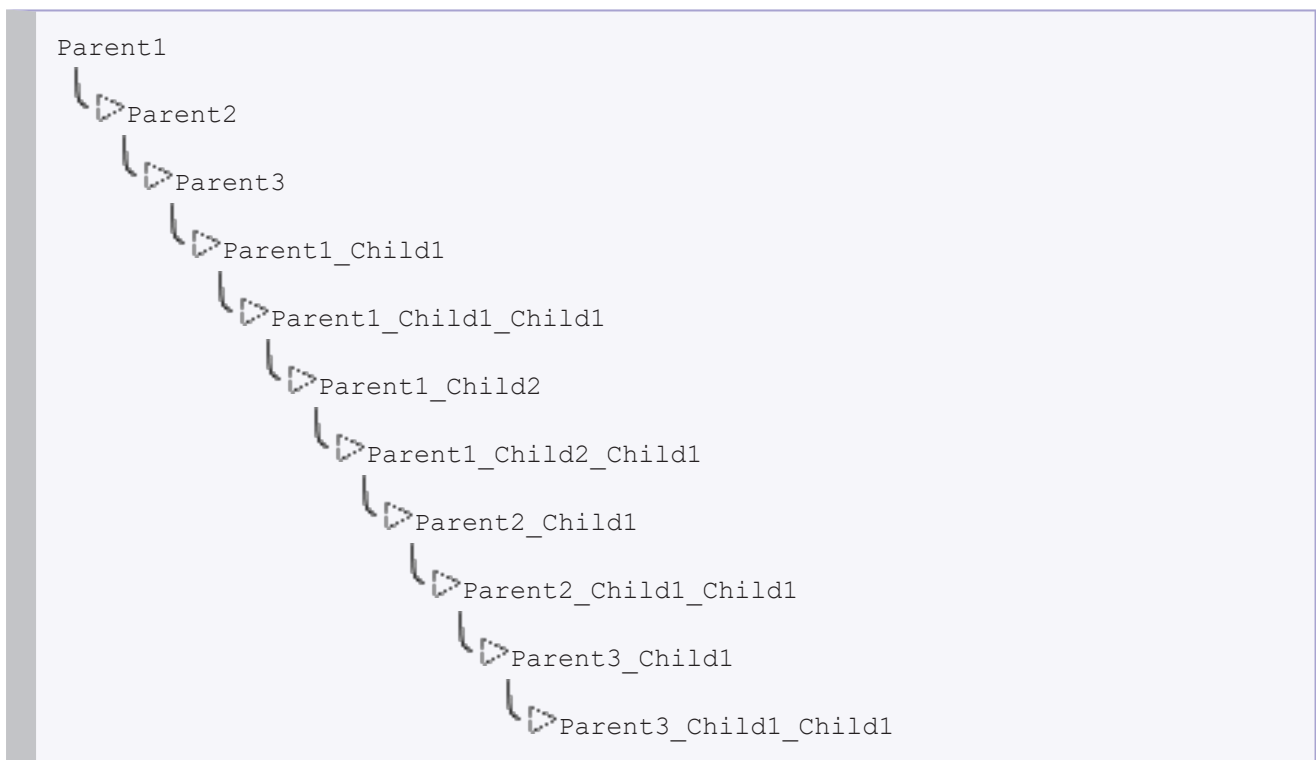 Parent1
Parent2
Parent3
Parent1_Child1
Parent1_Child1_Child1
Parent1_Child2
Parent1_Child2_Child1
Parent2_Child1
Parent2_Child1_Child1
Parent3_Child1
Parent3_Child1_Child1